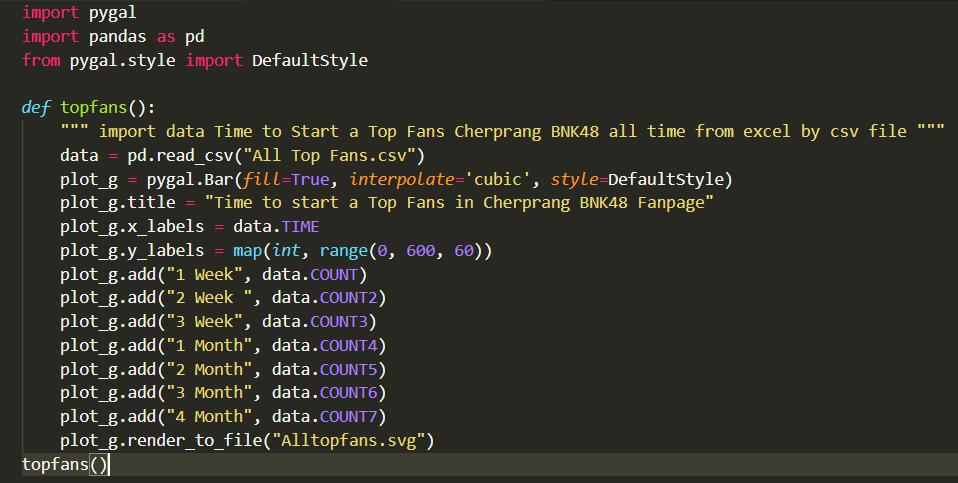 import pygal
import pandas as pd
from pygal.style import DefaultStyle

def topfans():
    """ import data Time to Start a Top Fans Cherprang BNK48 all time from excel by csv file """
    data = pd.read_csv("All Top Fans.csv")
    plot_g = pygal.Bar(fill=True, interpolate='cubic', style=DefaultStyle)
    plot_g.title = "Time to start a Top Fans in Cherprang BNK48 Fanpage"
    plot_g.x_labels = data.TIME
    plot_g.y_labels = map(int, range(0, 600, 60))
    plot_g.add("1 Week", data.COUNT)
    plot_g.add("2 Week ", data.COUNT2)
    plot_g.add("3 Week", data.COUNT3)
    plot_g.add("1 Month", data.COUNT4)
    plot_g.add("2 Month", data.COUNT5)
    plot_g.add("3 Month", data.COUNT6)
    plot_g.add("4 Month", data.COUNT7)
    plot_g.render_to_file("Alltopfans.svg")
topfans()